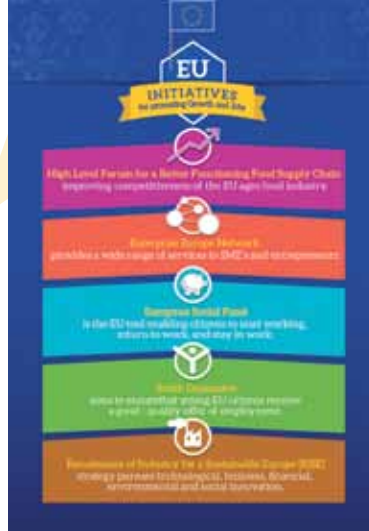 EU
INITIATIVES
for promoting Growth and Jobs
High Level Forum for a Better Functioning Food Supply Chain
improving competitiveness of the EU agro food industry.
Enterprise Europe Network
provides a wide range of services to SME's and entrepreneurs
European Social Fund
is the EU tool enabling citizens to start working,
return to work, and stay in work.
Youth Guarantee
aims to ensure that young EU citizens receive
a good - quality offer of employment
Renaissance of Industry for a Sustainable Europe (RISE)
strategy pursues technological, business, financial,
environmental and social innovation.